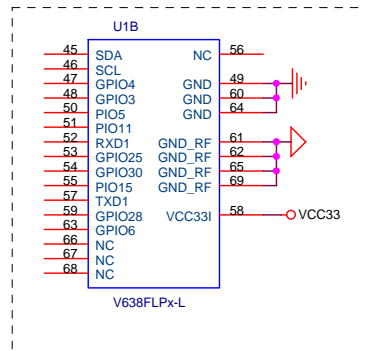 U1B
45 SDA NC 56
46 SCL
47 GPIO4 GND 49
48 GPIO3 GND 60
50 PIO5 GND 64
51 PIO11
52 RXD1 GND_RF 61
53 GPIO25 GND_RF 62
54 GPIO30 GND_RF 65
55 PIO15 GND_RF 69
57 TXD1
59 GPIO28 VCC33I 58 VCC33
63 GPIO6
66 NC
67 NC
68 NC
V638FLPx-L